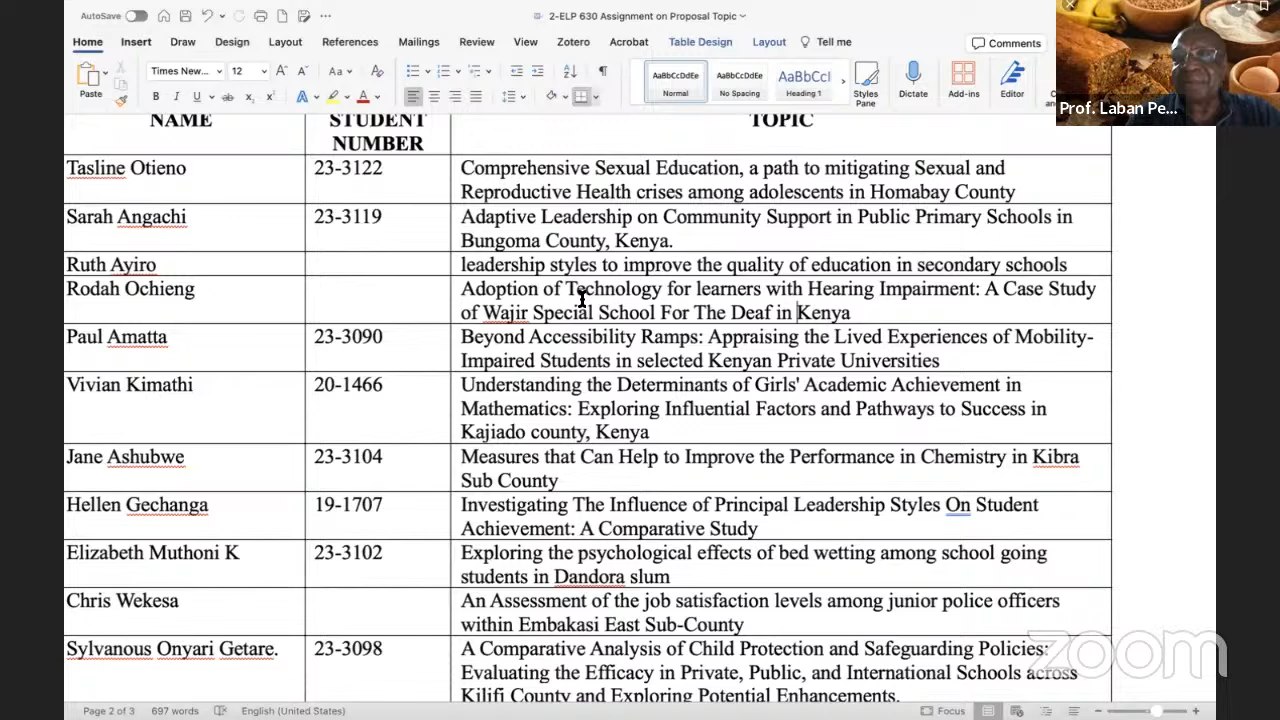 AutoSave
2-ELP 630 Assignment on Proposal Topic
Home Insert Draw Design Layout References Mailings Review View Zotero Acrobat Table Design Layout Tell me
Comments
Paste
Times New... 12
Aa
B I U ab x₂ x²
AaBbCcDdEe
Normal
AaBbCcDdEe
No Spacing
AaBbCcI
Heading 1
Styles Pane
Dictate
Add-ins
Editor
Prof. Laban Pe...
NAME
STUDENT
NUMBER
TOPIC
Tasline Otieno 23-3122 Comprehensive Sexual Education, a path to mitigating Sexual and
Reproductive Health crises among adolescents in Homabay County
Sarah Angachi 23-3119 Adaptive Leadership on Community Support in Public Primary Schools in
Bungoma County, Kenya.
Ruth Ayiro leadership styles to improve the quality of education in secondary schools
Rodah Ochieng Adoption of Technology for learners with Hearing Impairment: A Case Study
of Wajir Special School For The Deaf in Kenya
Paul Amatta 23-3090 Beyond Accessibility Ramps: Appraising the Lived Experiences of Mobility-
Impaired Students in selected Kenyan Private Universities
Vivian Kimathi 20-1466 Understanding the Determinants of Girls' Academic Achievement in
Mathematics: Exploring Influential Factors and Pathways to Success in
Kajiado county, Kenya
Jane Ashubwe 23-3104 Measures that Can Help to Improve the Performance in Chemistry in Kibra
Sub County
Hellen Gechanga 19-1707 Investigating The Influence of Principal Leadership Styles On Student
Achievement: A Comparative Study
Elizabeth Muthoni K 23-3102 Exploring the psychological effects of bed wetting among school going
students in Dandora slum
Chris Wekesa An Assessment of the job satisfaction levels among junior police officers
within Embakasi East Sub-County
Sylvanous Onyari Getare. 23-3098 A Comparative Analysis of Child Protection and Safeguarding Policies:
Evaluating the Efficacy in Private, Public, and International Schools across
Kilifi County and Exploring Potential Enhancements.
zoom
Page 2 of 3 697 words English (United States) Focus